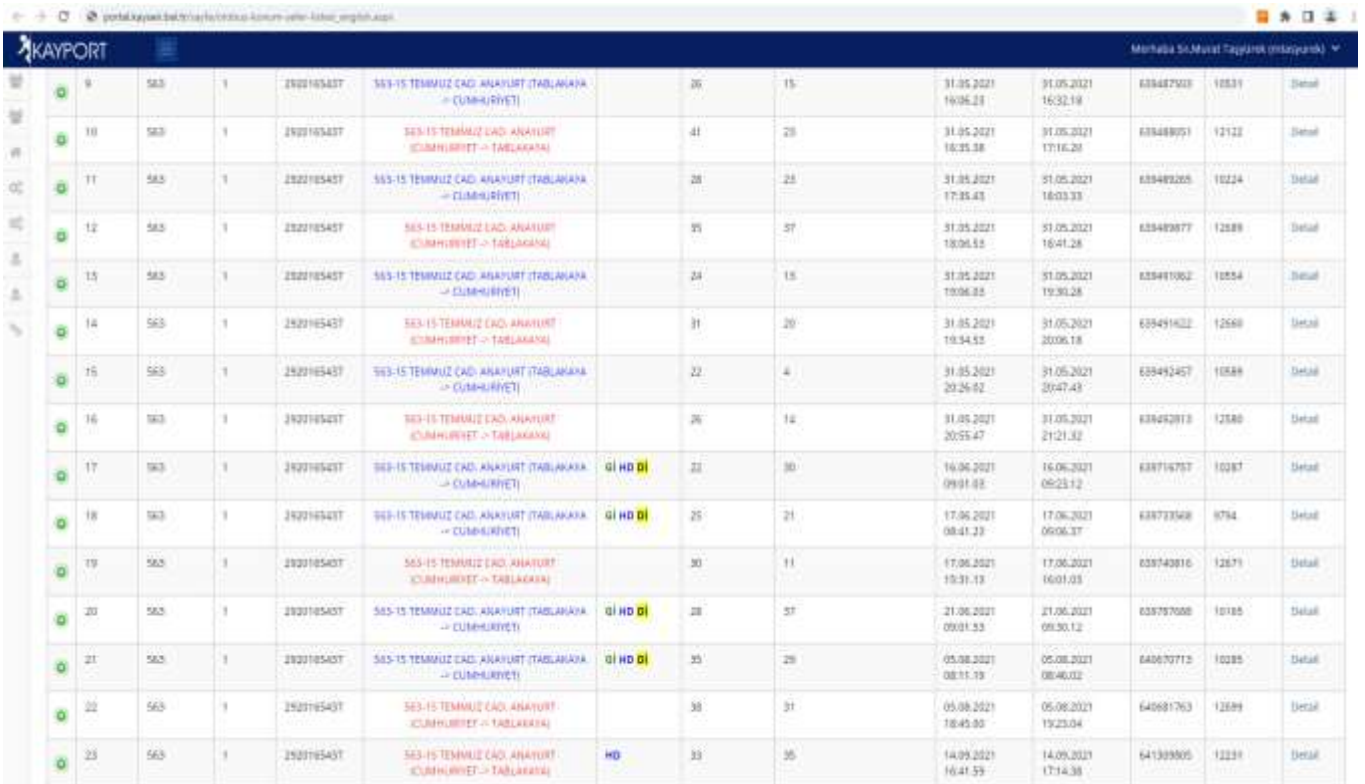 KAYPORT
9 563 1 2920165437 563-15 TEMMUZ CAD. ANAYURT (TABLAKAYA 26 15 31.05.2021 31.05.2021 10531 Detail
-> CUMHURİYET) 16:06.23 16:32.18
10 563 1 2920165437 563-15 TEMMUZ CAD. ANAYURT 41 23 31.05.2021 31.05.2021 12122 Detail
(CUMHURİYET -> TABLAKAYA) 16:35.38 17:16.20
11 563 1 2920165437 563-15 TEMMUZ CAD. ANAYURT (TABLAKAYA 28 23 31.05.2021 31.05.2021 639489265 10224 Detail
-> CUMHURİYET) 17:35.43 18:03.33
12 563 1 2920165437 563-15 TEMMUZ CAD. ANAYURT 35 37 31.05.2021 31.05.2021 639489877 12689 Detail
(CUMHURİYET -> TABLAKAYA) 18:06.53 18:41.28
13 563 1 2920165437 563-15 TEMMUZ CAD. ANAYURT (TABLAKAYA 24 13 31.05.2021 31.05.2021 639491062 10554 Detail
-> CUMHURİYET) 19:06.03 19:30.28
14 563 1 2920165437 563-15 TEMMUZ CAD. ANAYURT 31 20 31.05.2021 31.05.2021 639491622 12660 Detail
(CUMHURİYET -> TABLAKAYA) 19:34.53 20:06.18
15 563 1 2920165437 563-15 TEMMUZ CAD. ANAYURT (TABLAKAYA 22 4 31.05.2021 31.05.2021 639492457 10589 Detail
-> CUMHURİYET) 20:26.02 20:47.43
16 563 1 2920165437 563-15 TEMMUZ CAD. ANAYURT 26 14 31.05.2021 31.05.2021 639492913 12580 Detail
(CUMHURİYET -> TABLAKAYA) 20:55.47 21:21.32
17 563 1 2920165437 563-15 TEMMUZ CAD. ANAYURT (TABLAKAYA Gİ HD Dİ 22 30 16.06.2021 16.06.2021 639716757 10287 Detail
-> CUMHURİYET) 09:01.03 09:23.12
18 563 1 2920165437 563-15 TEMMUZ CAD. ANAYURT (TABLAKAYA Gİ HD Dİ 25 21 17.06.2021 17.06.2021 639733568 9794 Detail
-> CUMHURİYET) 08:41.23 09:06.37
19 563 1 2920165437 563-15 TEMMUZ CAD. ANAYURT 30 11 17.06.2021 17.06.2021 639740816 12671 Detail
(CUMHURİYET -> TABLAKAYA) 15:31.13 16:01.03
20 563 1 2920165437 563-15 TEMMUZ CAD. ANAYURT (TABLAKAYA Gİ HD Dİ 28 37 21.06.2021 21.06.2021 639787688 10185 Detail
-> CUMHURİYET) 09:01.53 09:30.12
21 563 1 2920165437 563-15 TEMMUZ CAD. ANAYURT (TABLAKAYA Gİ HD Dİ 35 29 05.08.2021 05.08.2021 640670713 10285 Detail
-> CUMHURİYET) 08:11.19 08:46.02
22 563 1 2920165437 563-15 TEMMUZ CAD. ANAYURT 38 31 05.08.2021 05.08.2021 640681763 12699 Detail
(CUMHURİYET -> TABLAKAYA) 18:45.00 19:23.04
23 563 1 2920165437 563-15 TEMMUZ CAD. ANAYURT HD 33 35 14.09.2021 14.09.2021 641309805 12231 Detail
(CUMHURİYET -> TABLAKAYA) 16:41.59 17:14.38